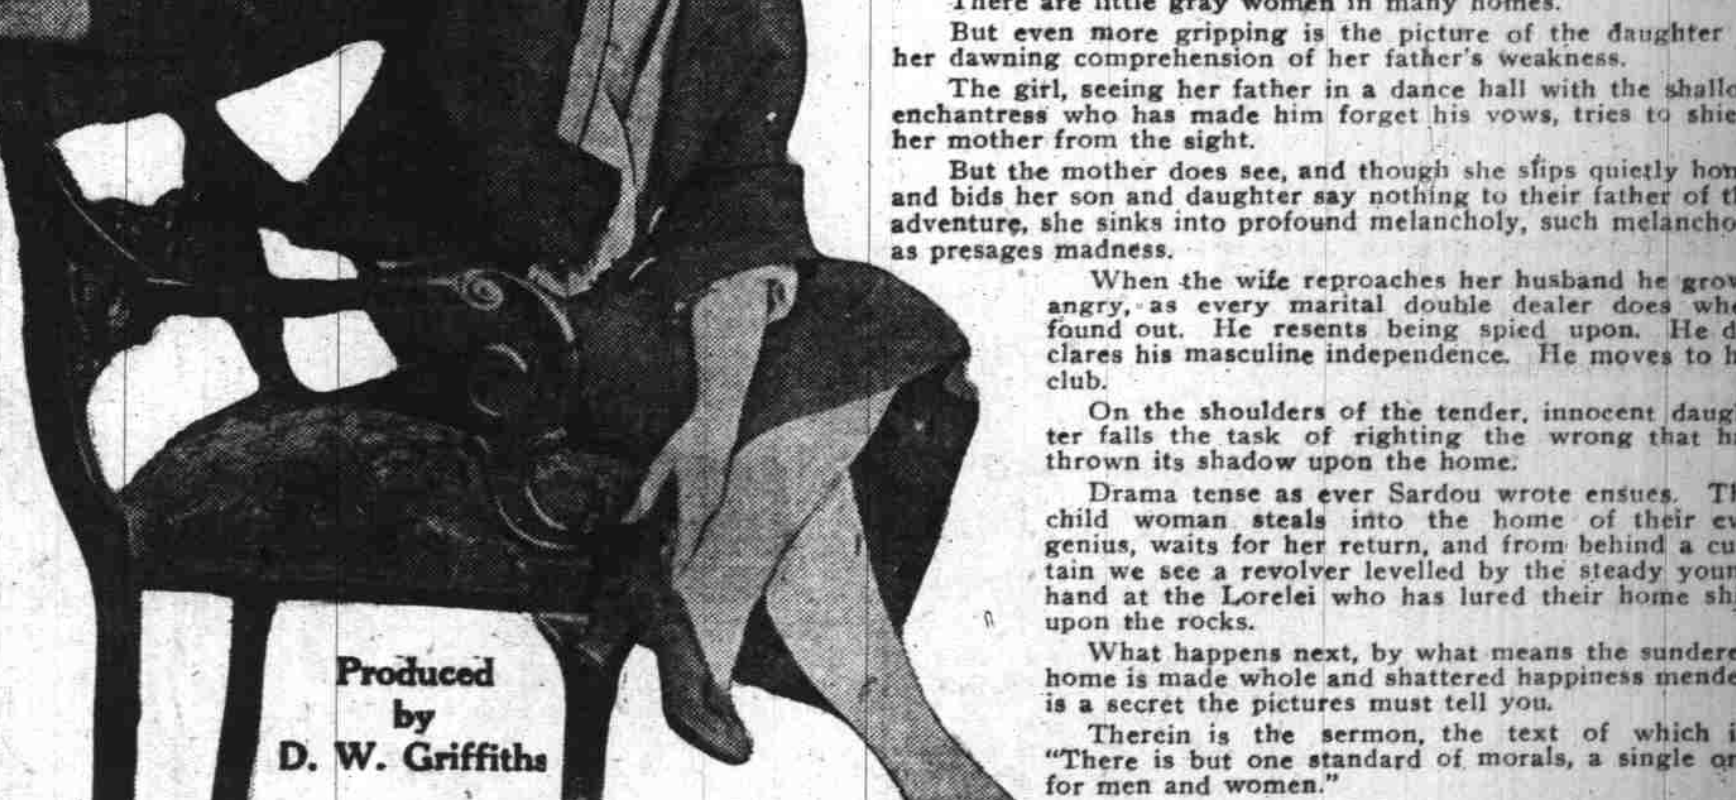 There are little gray women in many homes.
But even more gripping is the picture of the daughter
her dawning comprehension of her father's weakness.
The girl, seeing her father in a dance hall with the shallo
enchantress who has made him forget his vows, tries to shie
her mother from the sight.
But the mother does see, and though she slips quietly hom
and bids her son and daughter say nothing to their father of t
adventure, she sinks into profound melancholy, such melancho
as presages madness.
When the wife reproaches her husband he grow
angry, as every marital double dealer does whe
found out. He resents being spied upon. He d
clares his masculine independence. He moves to h
club.
On the shoulders of the tender, innocent daug
ter falls the task of righting the wrong that ha
thrown its shadow upon the home.
Drama tense as ever Sardou wrote ensues. Th
child woman steals into the home of their ev
genius, waits for her return, and from behind a cu
tain we see a revolver levelled by the steady youn
hand at the Lorelei who has lured their home shi
upon the rocks.
What happens next, by what means the sundere
home is made whole and shattered happiness mende
is a secret the pictures must tell you.
Therein is the sermon, the text of which i
"There is but one standard of morals, a single on
for men and women."
Produced
by
D. W. Griffiths